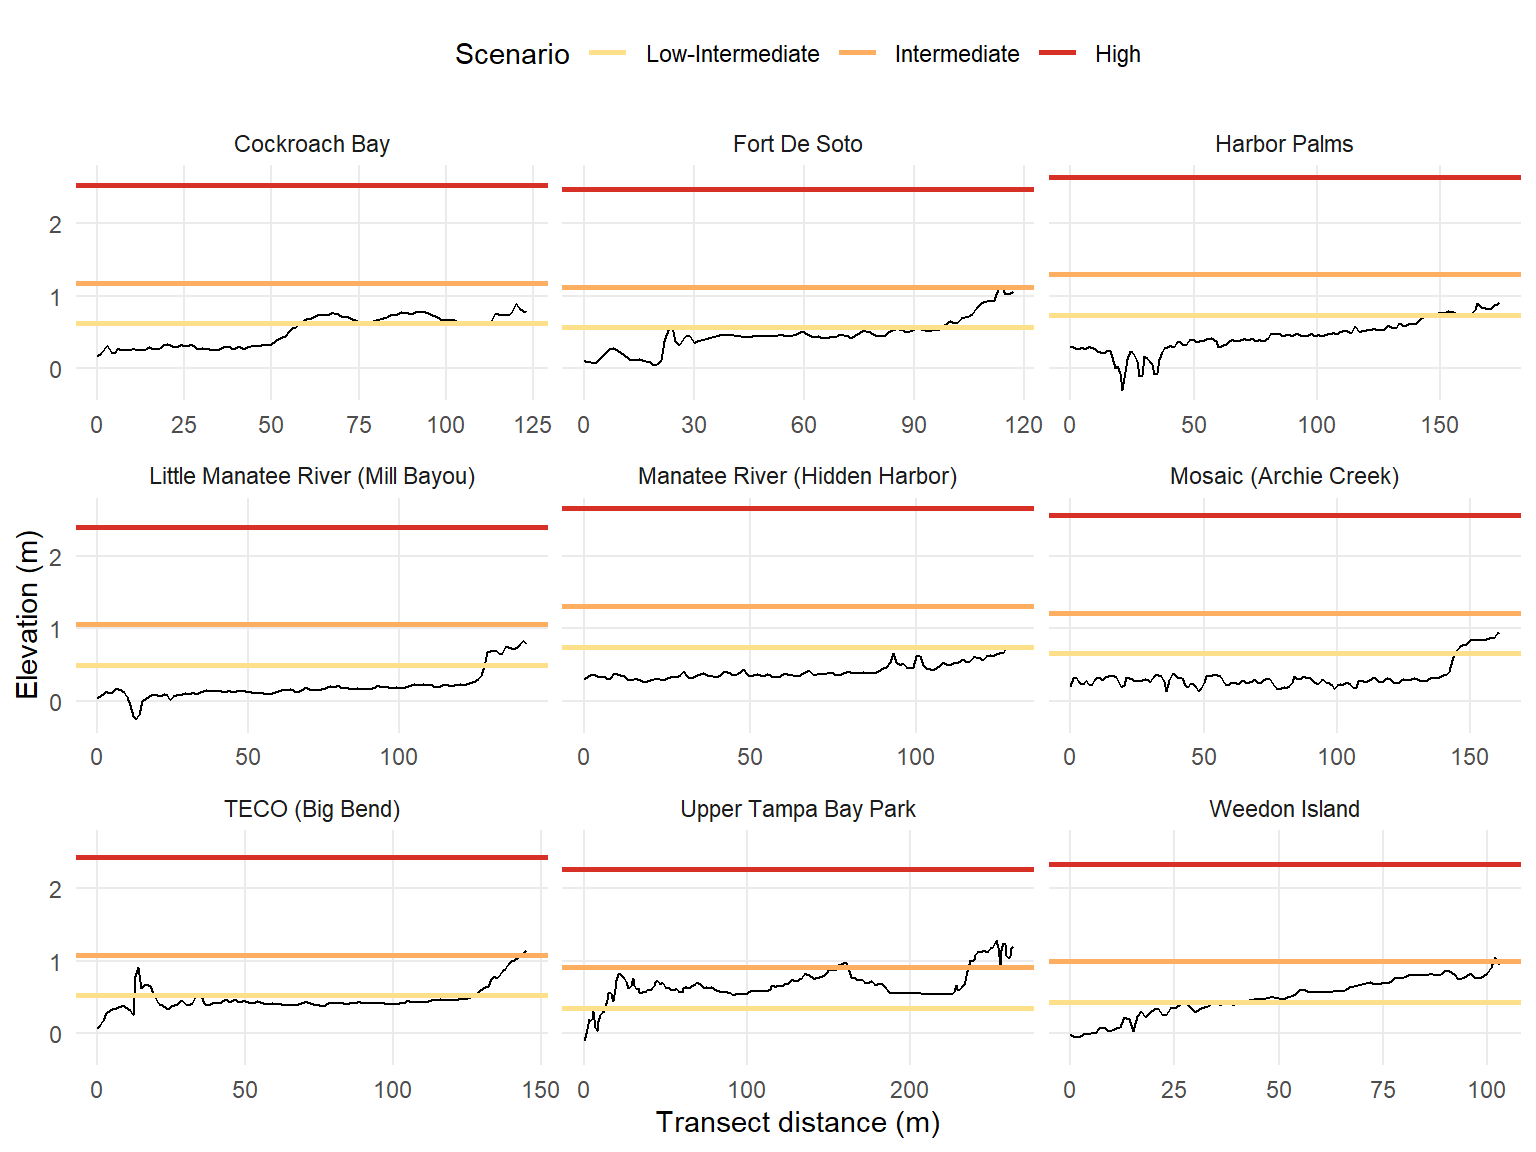 Scenario Low-Intermediate Intermediate High
Cockroach Bay Fort De Soto Harbor Palms
2
1
0
0 25 50 75 100 125 0 30 60 90 120 0 50 100 150
Little Manatee River (Mill Bayou) Manatee River (Hidden Harbor) Mosaic (Archie Creek)
Elevation (m)
2
1
0
0 50 100 0 50 100 0 50 100 150
TECO (Big Bend) Upper Tampa Bay Park Weedon Island
2
1
0
0 50 100 150 0 100 200 0 25 50 75 100
Transect distance (m)